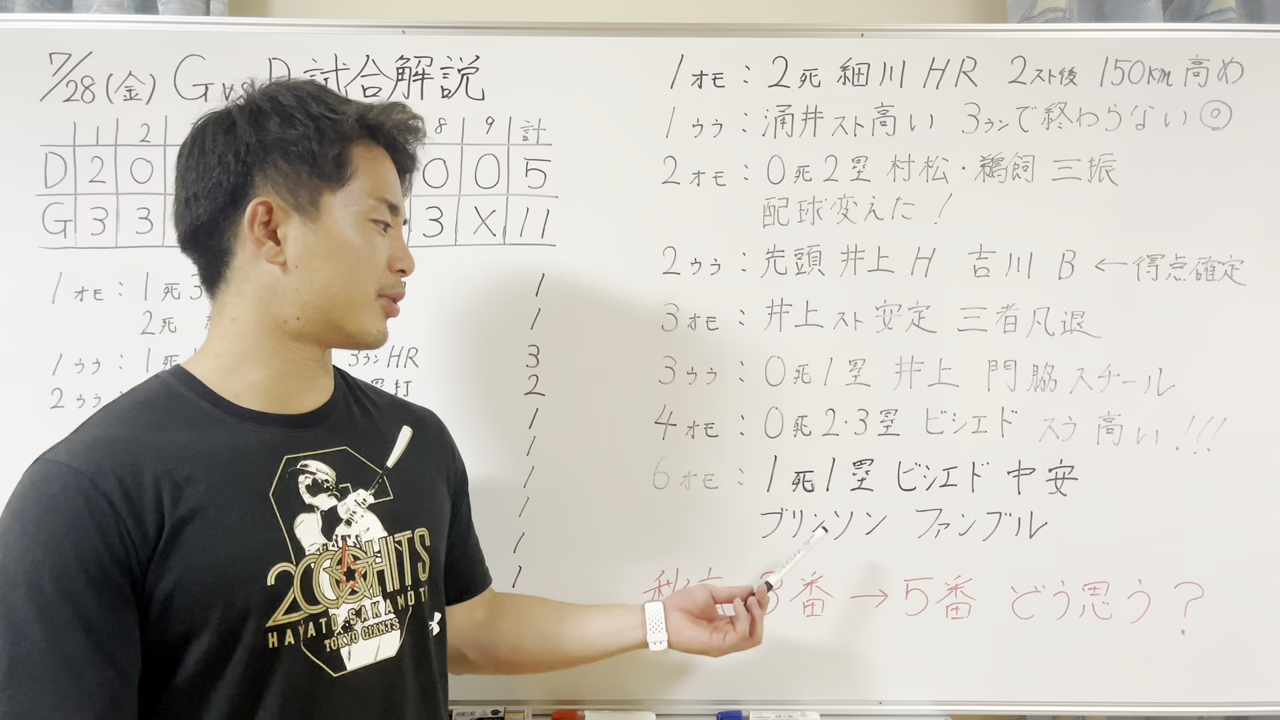 7/28(金) G vs D 試合解説
1 2 8 9 計
D 2 0 0 0 5
G 3 3 3 X 11
1オモ：1死3 1
2死 1
1ウラ：1死 3ランHR 3
2ウラ 塁打 2
1
1
1
1
1
1
1オモ：2死 細川 HR 2スト後 150km 高め
1ウラ：涌井スト高い 3ランで終わらない◎
2オモ：0死2塁 村松・鵜飼 三振
配球変えた！
2ウラ：先頭 井上 H 吉川 B ←得点確定
3オモ：井上スト 安定 三者凡退
3ウラ：0死1塁 井上 門脇スチール
4オモ：0死2・3塁 ビシエド スラ 高い!!!
6オモ：1死1塁 ビシエド 中安
ブリンソン ファンブル
3番→5番 どう思う？
2000HITS
HAYATO SAKAMOTO
TOKYO GIANTS